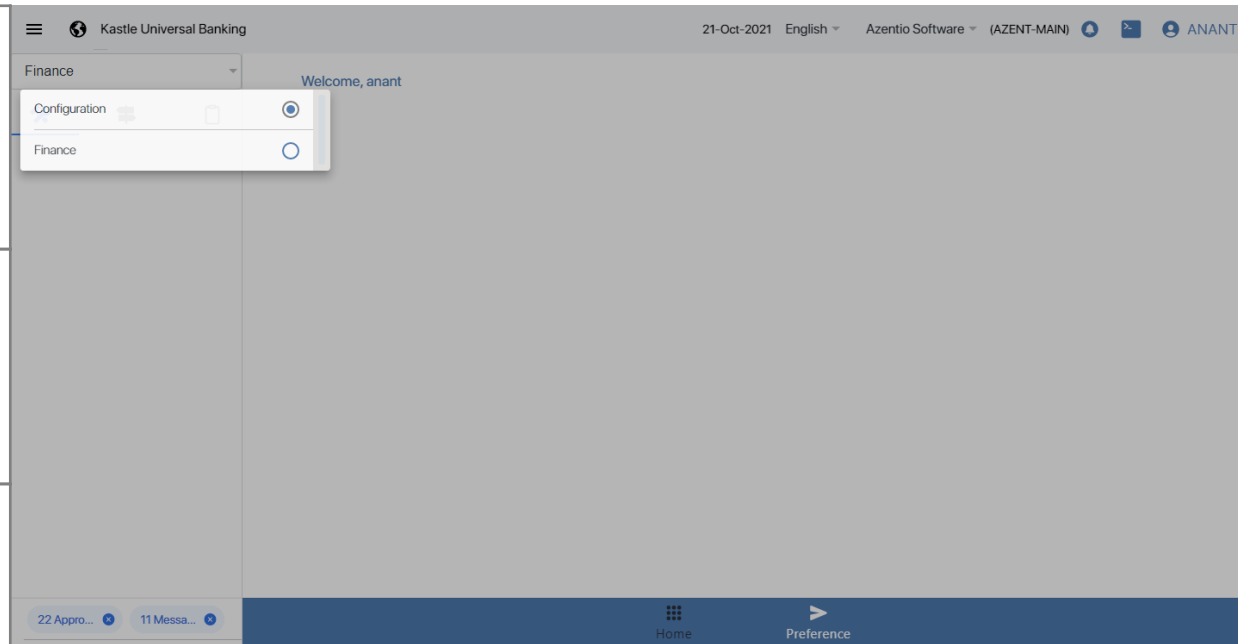 Kastle Universal Banking
21-Oct-2021 English Azentio Software (AZENT-MAIN) ANANT
Finance
Welcome, anant
Configuration
Finance
22 Appro... 11 Messa...
Home Preference